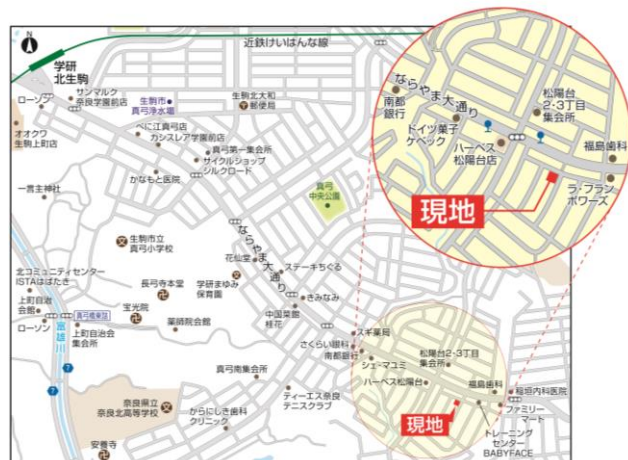 N
近鉄けいはんな線
学研
北生駒
ローソン
サンマルク
奈良学園前店
生駒市
真弓浄水場
生駒北大和
郵便局
オオクワ
生駒上町店
べに江真弓店
カシスレア学園前店
真弓第一集会所
サイクルショップ
シルクロード
かなもと医院
一言主神社
真弓
中央公園
生駒市立
真弓小学校
ならやま大通り
花仙堂
ステーキちぐる
北コミュニティセンター
ISTAはばたき
長弓寺本堂
学研まゆみ
保育園
きみなみ
上町自治
会館
真弓橋東詰
宝光院
中国菜館
桂花
ローソン
上町自治会
集会所
薬師院会館
スギ薬局
さくらい眼科
南都銀行
シェ・マユミ
松陽台2・3丁目
集会所
富雄川
7
7
真弓南集会所
ハーベス松陽台
福島歯科
稲垣内科医院
奈良県立
奈良北高等学校
ティーエス奈良
テニスクラブ
ファミリー
マート
からにしき歯科
クリニック
現地
トレーニング
センター
BABYFACE
安養寺
ならやま大通り
南都
銀行
松陽台
2・3丁目
集会所
ドイツ菓子
ケベック
ハーベス
松陽台店
福島歯科
現地
ラ・フラン
ボワーズ